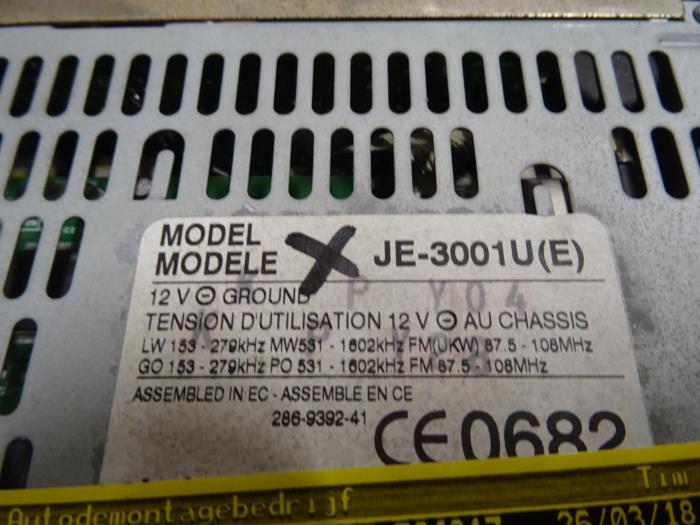 MODEL
MODELE JE-3001U(E)
P Y04
12 V ⊖ GROUND
TENSION D'UTILISATION 12 V ⊖ AU CHASSIS
LW 153 - 279kHz MW531 - 1602kHz FM(UKW) 87.5 - 108MHz
GO 153 - 279kHz PO 531 - 1602kHz FM 87.5 - 108MHz
ASSEMBLED IN EC - ASSEMBLE EN CE
286-9392-41
CE0682
Autodemontagebedrijf Tim
26/03/18